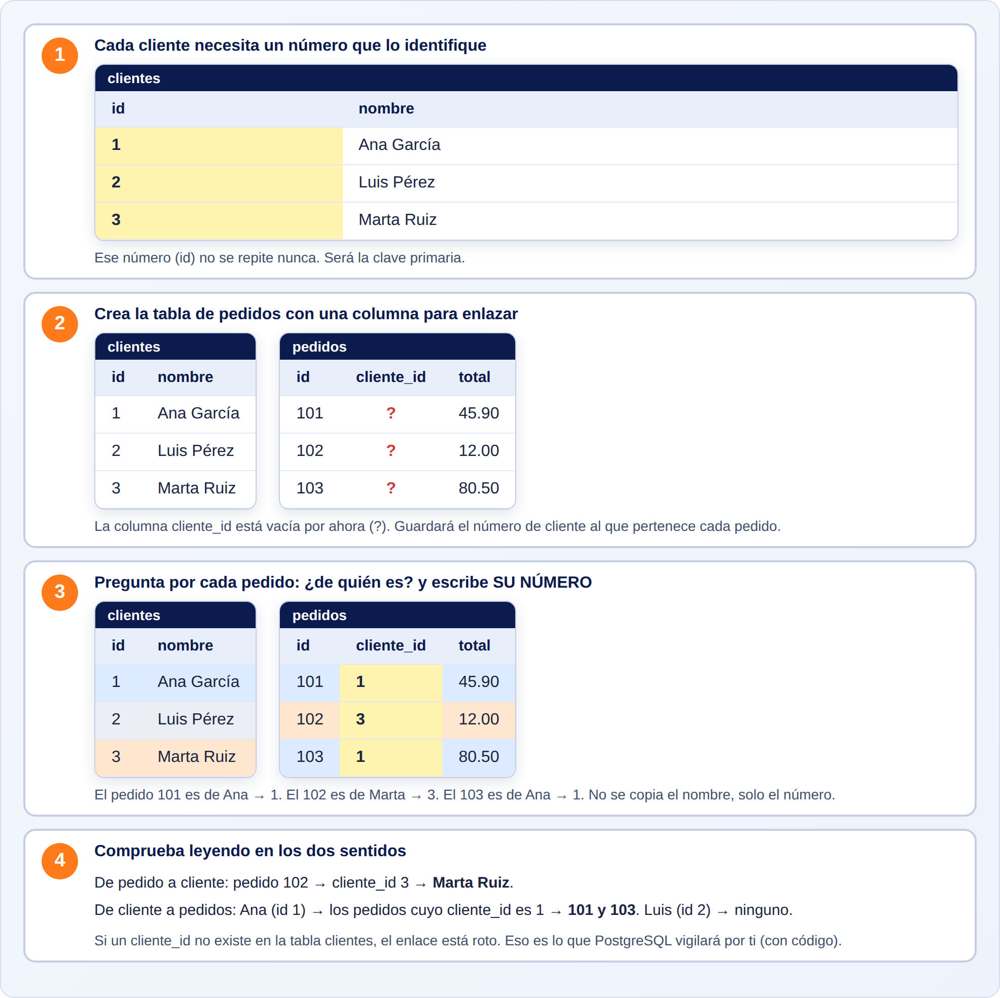 1
Cada cliente necesita un número que lo identifique
clientes
id nombre
1 Ana García
2 Luis Pérez
3 Marta Ruiz
Ese número (id) no se repite nunca. Será la clave primaria.
2
Crea la tabla de pedidos con una columna para enlazar
clientes
id nombre
1 Ana García
2 Luis Pérez
3 Marta Ruiz
pedidos
id cliente_id total
101 ? 45.90
102 ? 12.00
103 ? 80.50
La columna cliente_id está vacía por ahora (?). Guardará el número de cliente al que pertenece cada pedido.
3
Pregunta por cada pedido: ¿de quién es? y escribe SU NÚMERO
clientes
id nombre
1 Ana García
2 Luis Pérez
3 Marta Ruiz
pedidos
id cliente_id total
101 1 45.90
102 3 12.00
103 1 80.50
El pedido 101 es de Ana → 1. El 102 es de Marta → 3. El 103 es de Ana → 1. No se copia el nombre, solo el número.
4
Comprueba leyendo en los dos sentidos
De pedido a cliente: pedido 102 → cliente_id 3 → Marta Ruiz.
De cliente a pedidos: Ana (id 1) → los pedidos cuyo cliente_id es 1 → 101 y 103. Luis (id 2) → ninguno.
Si un cliente_id no existe en la tabla clientes, el enlace está roto. Eso es lo que PostgreSQL vigilará por ti (con código).